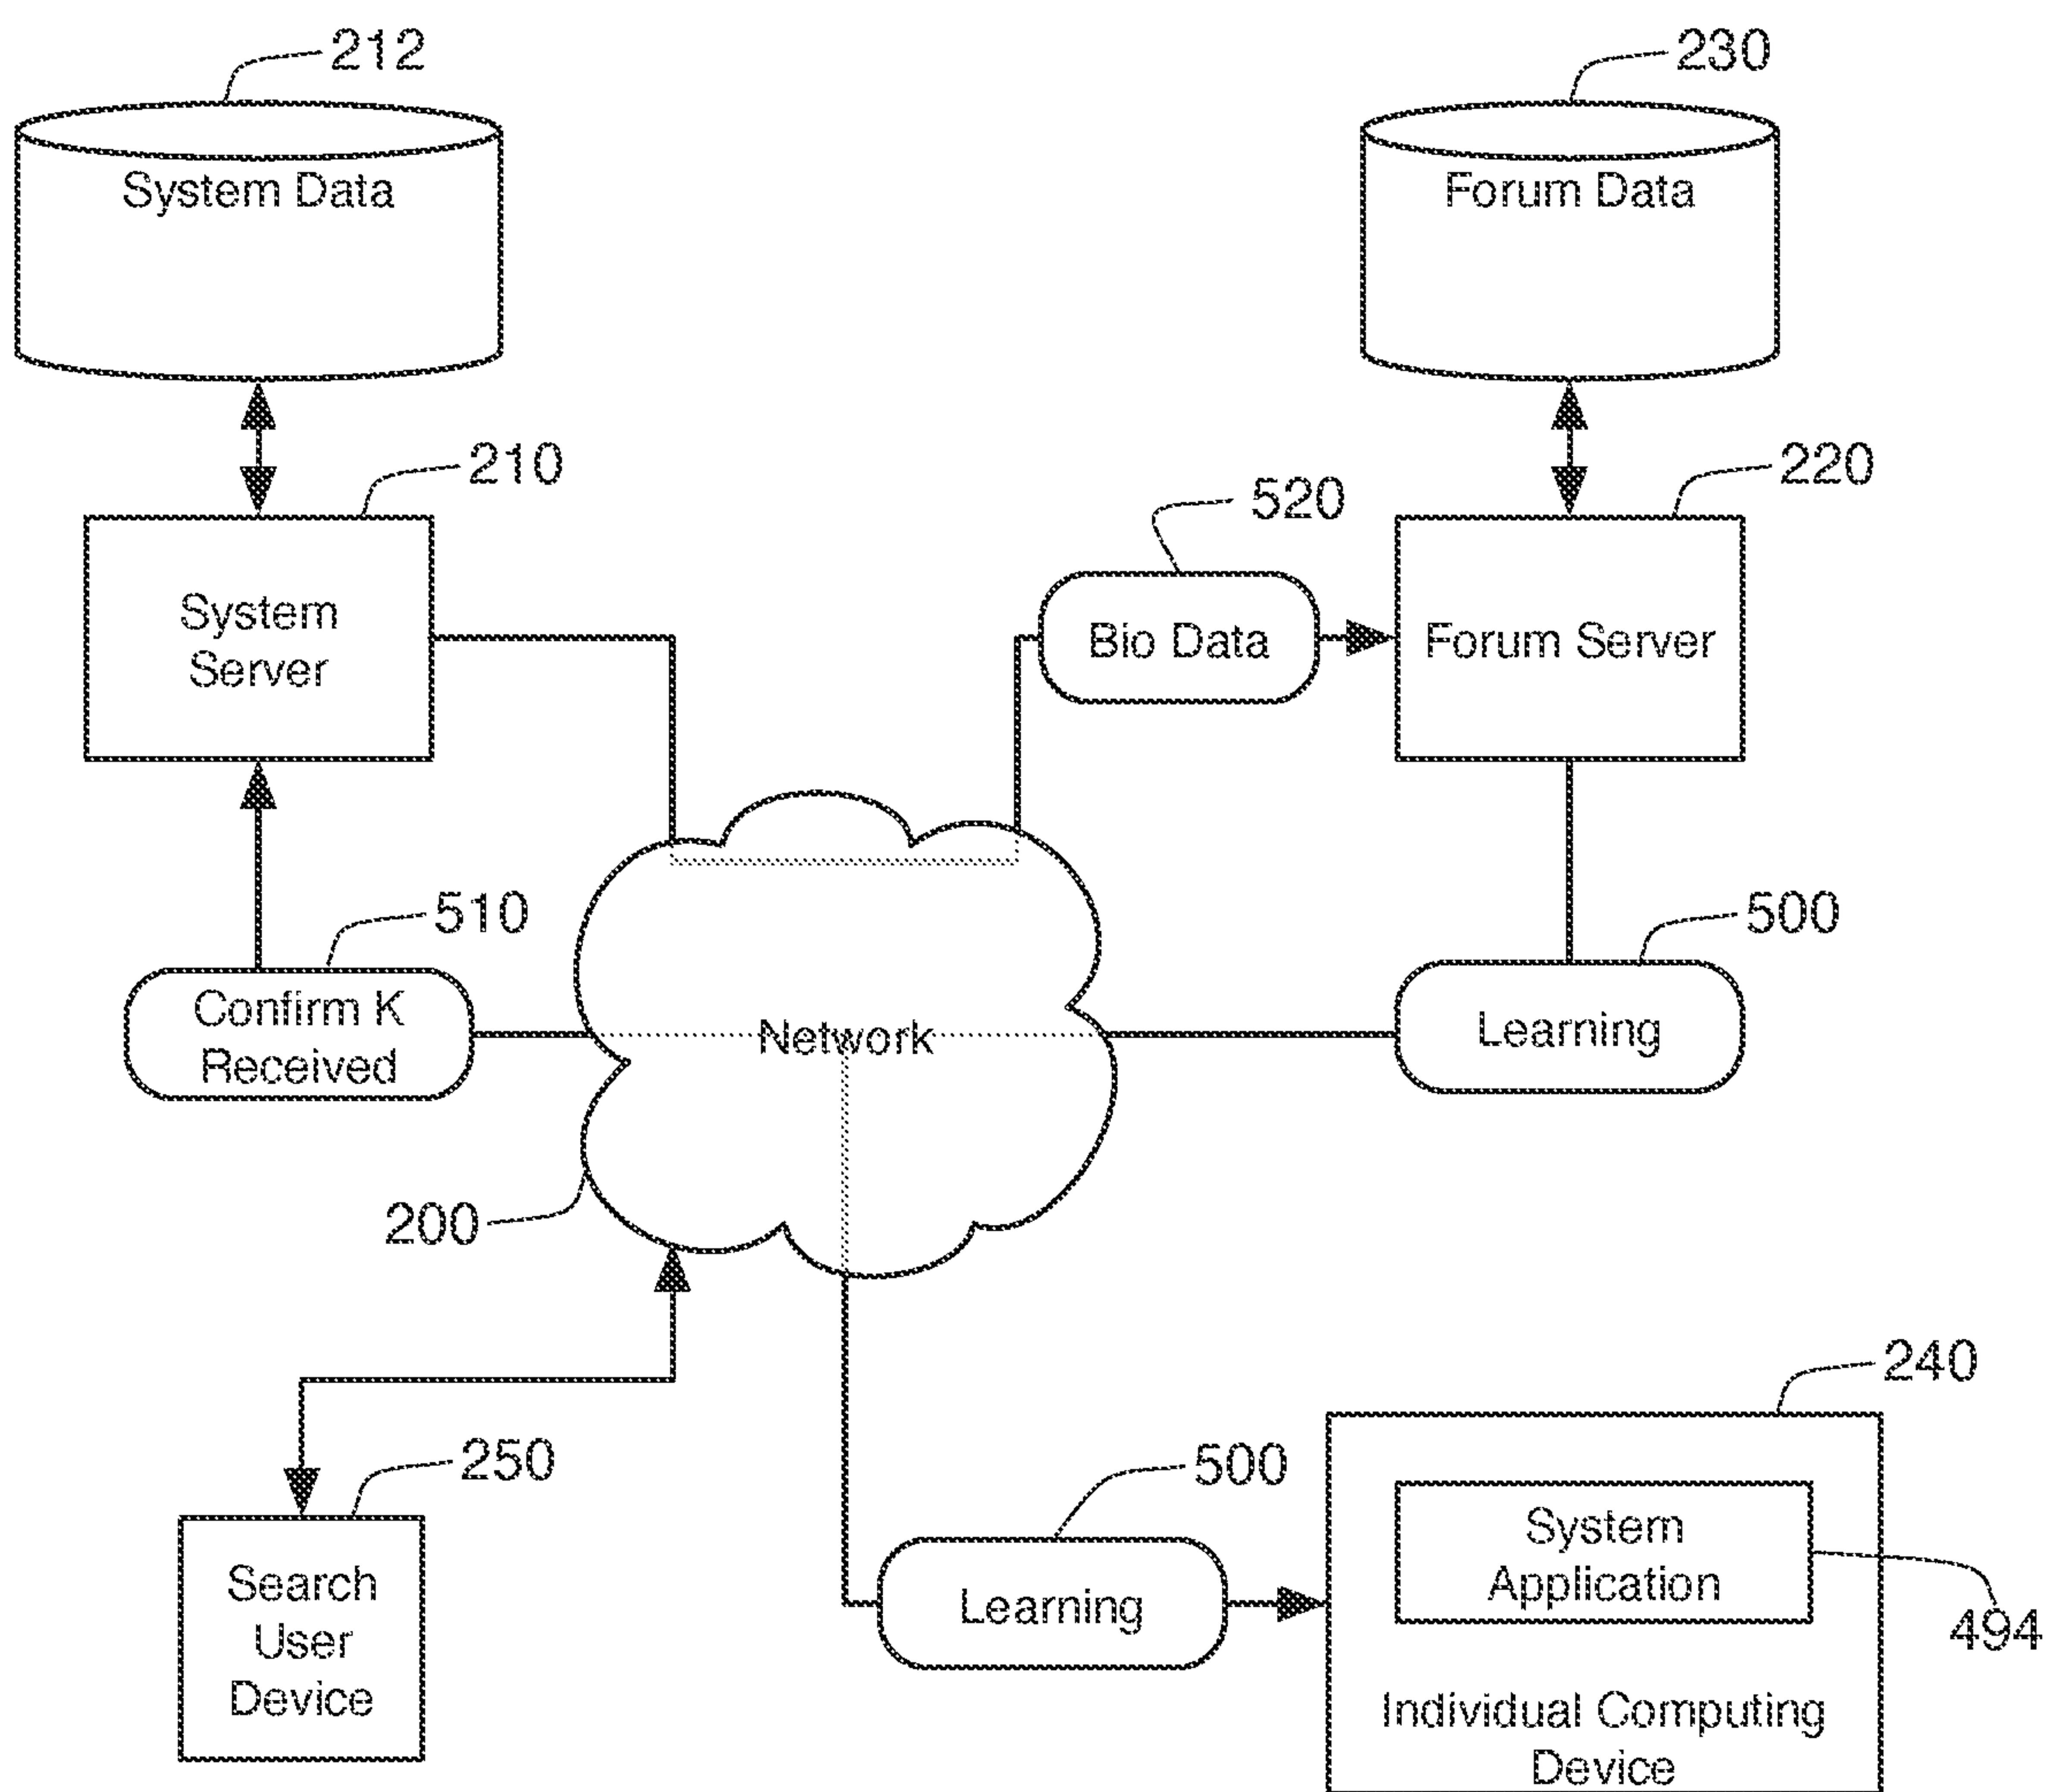 212
230
System Data
Forum Data
210
220
520
System
Server
Bio Data
Forum Server
510
500
Confirm K
Received
Network
Learning
200
240
250
500
System
Application
Search
User
Device
Learning
494
Individual Computing
Device